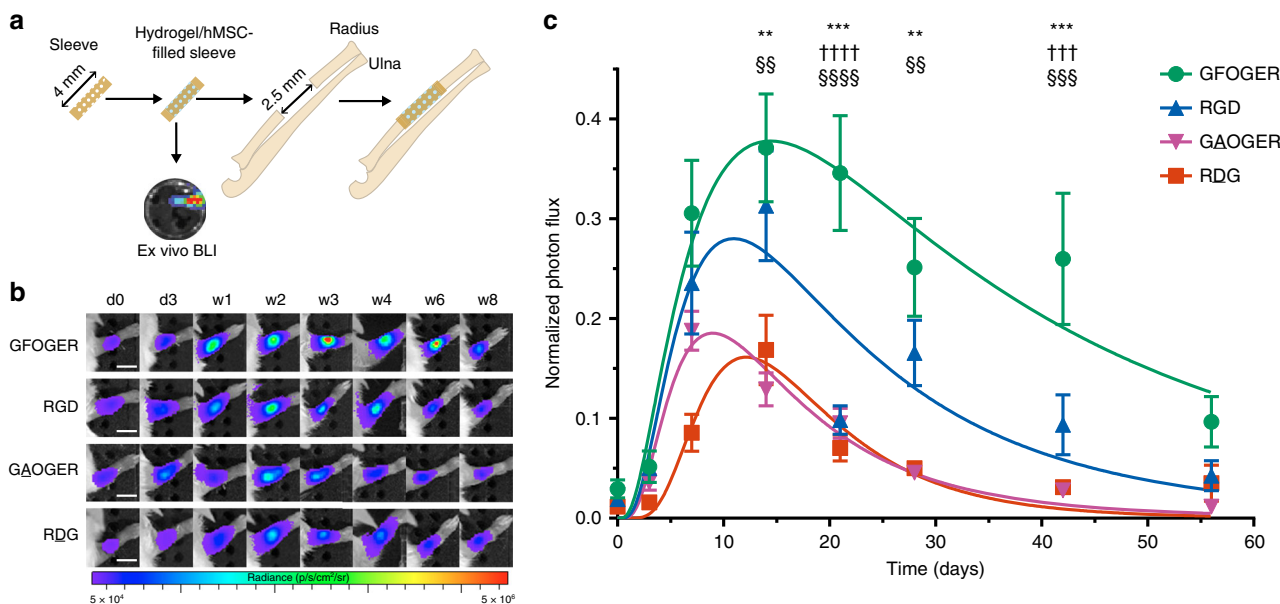 a
Sleeve
4 mm
Hydrogel/hMSC-
filled sleeve
Radius
Ulna
2.5 mm
Ex vivo BLI
b
d0 d3 w1 w2 w3 w4 w6 w8
GFOGER
RGD
GAOGER
RDG
Radiance (p/s/cm²/sr)
5 × 10⁴ 5 × 10⁶
c
** *** ** ***
†††† †††
§§ §§§§ §§ §§§
GFOGER
RGD
GAOGER
RDG
Normalized photon flux
0.4
0.3
0.2
0.1
0.0
0 10 20 30 40 50 60
Time (days)